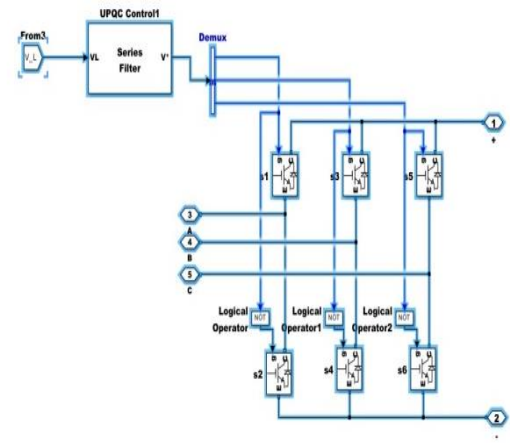 UPQC Control1
From3
Demux
V_L
VL
Series
Filter
V*
1
+
s1
s3
s5
3
A
4
B
5
C
Logical
Operator
NOT
Logical
Operator1
NOT
Logical
Operator2
NOT
s2
s4
s6
2
-